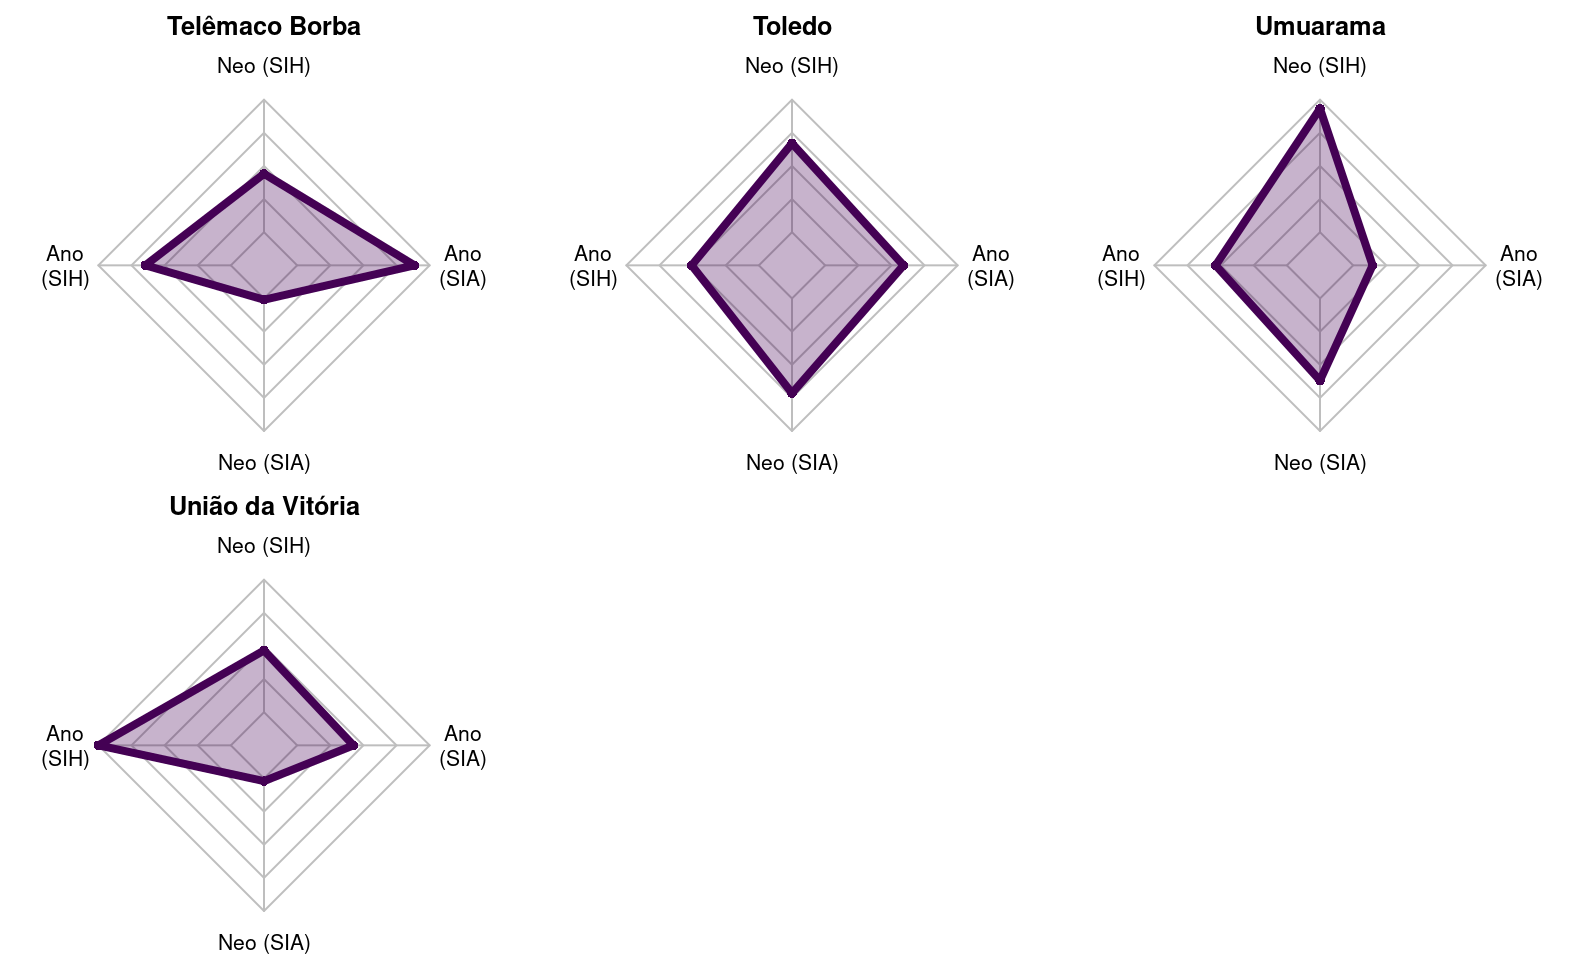 Telêmaco Borba
Neo (SIH)
Ano
(SIH)
Ano
(SIA)
Neo (SIA)
Toledo
Neo (SIH)
Ano
(SIH)
Ano
(SIA)
Neo (SIA)
Umuarama
Neo (SIH)
Ano
(SIH)
Ano
(SIA)
Neo (SIA)
União da Vitória
Neo (SIH)
Ano
(SIH)
Ano
(SIA)
Neo (SIA)